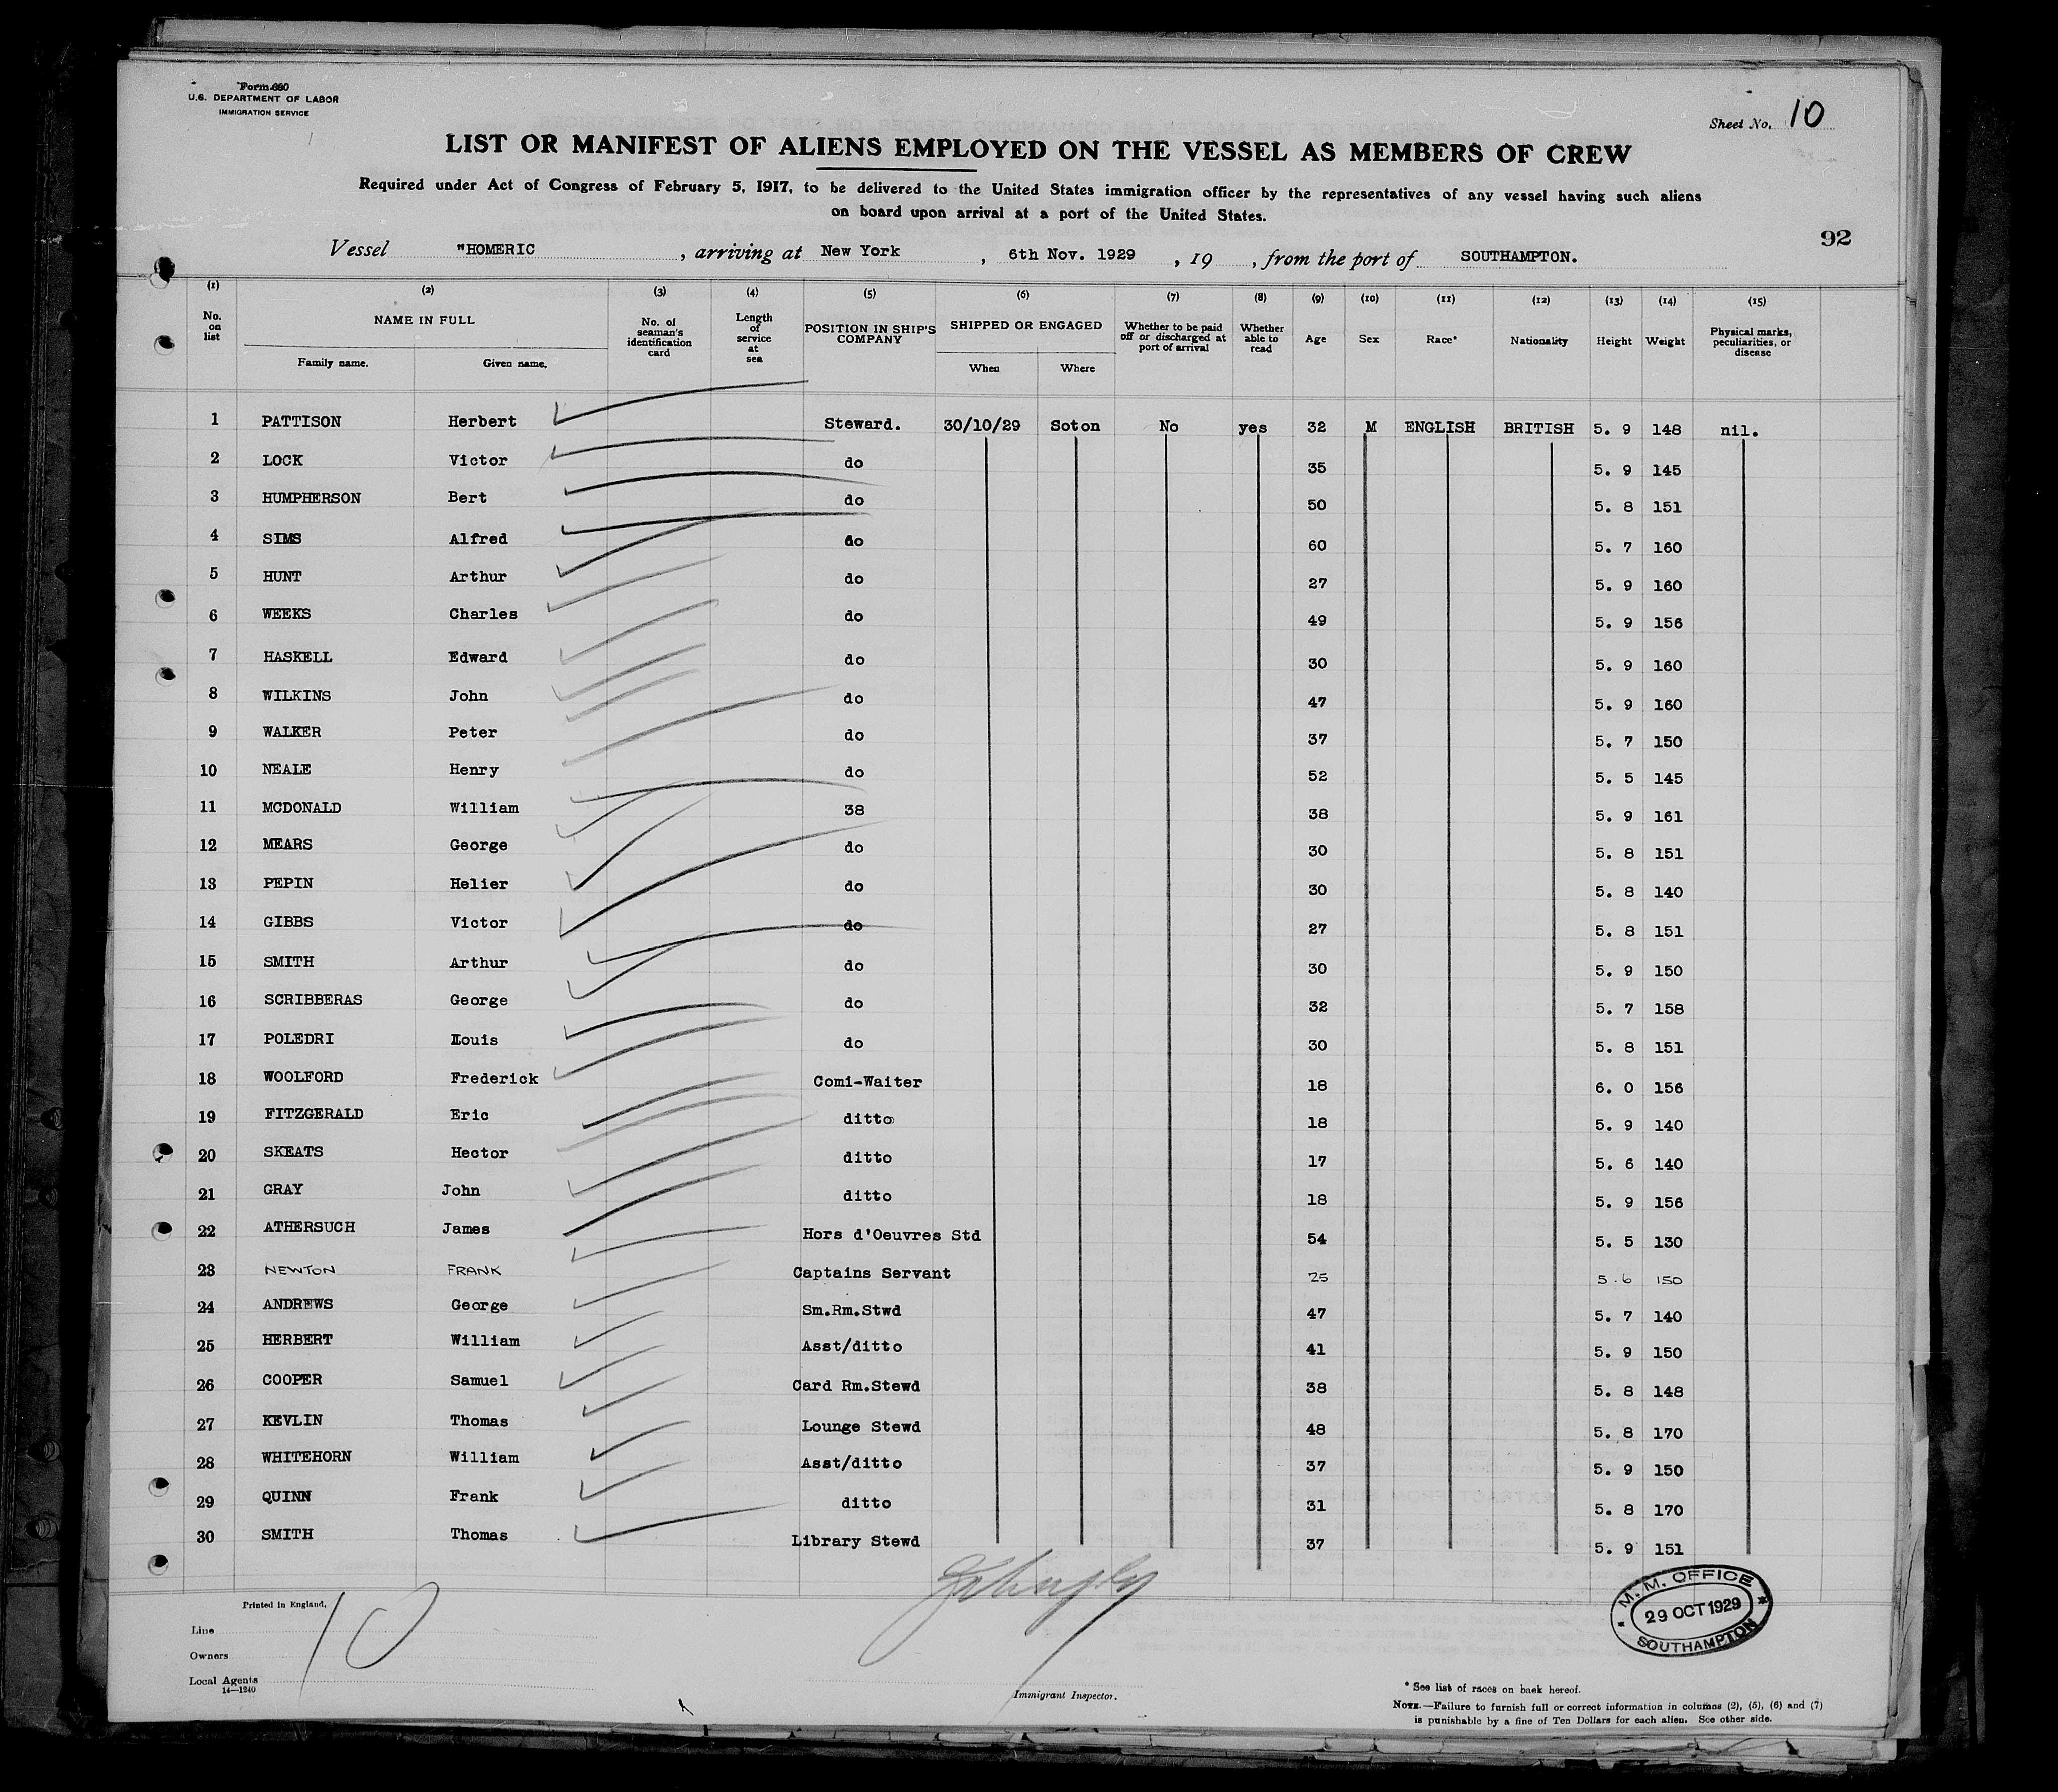 Form 660
U.S. DEPARTMENT OF LABOR
IMMIGRATION SERVICE
Sheet No. 10
LIST OR MANIFEST OF ALIENS EMPLOYED ON THE VESSEL AS MEMBERS OF CREW
Required under Act of Congress of February 5, 1917, to be delivered to the United States immigration officer by the representatives of any vessel having such aliens
on board upon arrival at a port of the United States.
92
Vessel "HOMERIC , arriving at New York , 6th Nov. 1929 , 19 , from the port of SOUTHAMPTON.
(1) (2) (3) (4) (5) (6) (7) (8) (9) (10) (11) (12) (13) (14) (15)
No. on list NAME IN FULL Family name. Given name. No. of seaman's identification card Length of service at sea POSITION IN SHIP'S COMPANY SHIPPED OR ENGAGED When Where Whether to be paid off or discharged at port of arrival Whether able to read Age Sex Race* Nationality Height Weight Physical marks, peculiarities, or disease
1 PATTISON Herbert Steward. 30/10/29 Soton No yes 32 M ENGLISH BRITISH 5. 9 148 nil.
2 LOCK Victor do 35 5. 9 145
3 HUMPHERSON Bert do 50 5. 8 151
4 SIMS Alfred do 60 5. 7 160
5 HUNT Arthur do 27 5. 9 160
6 WEEKS Charles do 49 5. 9 156
7 HASKELL Edward do 30 5. 9 160
8 WILKINS John do 47 5. 9 160
9 WALKER Peter do 37 5. 7 150
10 NEALE Henry do 52 5. 5 145
11 MCDONALD William 38 38 5. 9 161
12 MEARS George do 30 5. 8 151
13 PEPIN Helier do 30 5. 8 140
14 GIBBS Victor do 27 5. 8 151
15 SMITH Arthur do 30 5. 9 150
16 SCRIBBERAS George do 32 5. 7 158
17 POLEDRI Louis do 30 5. 8 151
18 WOOLFORD Frederick Comi-Waiter 18 6. 0 156
19 FITZGERALD Eric ditto 18 5. 9 140
20 SKEATS Hector ditto 17 5. 6 140
21 GRAY John ditto 18 5. 9 156
22 ATHERSUCH James Hors d'Oeuvres Std 54 5. 5 130
23 NEWTON FRANK Captains Servant 25 5. 6 150
24 ANDREWS George Sm.Rm.Stwd 47 5. 7 140
25 HERBERT William Asst/ditto 41 5. 9 150
26 COOPER Samuel Card Rm.Stewd 38 5. 8 148
27 KEVLIN Thomas Lounge Stewd 48 5. 8 170
28 WHITEHORN William Asst/ditto 37 5. 9 150
29 QUINN Frank ditto 31 5. 8 170
30 SMITH Thomas Library Stewd 37 5. 9 151
Printed in England.
10
Line
Owners
Local Agents
14—1240
Immigrant Inspector.
M. M. OFFICE
29 OCT 1929
SOUTHAMPTON
* See list of races on back hereof.
NOTE.—Failure to furnish full or correct information in columns (2), (5), (6) and (7)
is punishable by a fine of Ten Dollars for each alien. See other side.